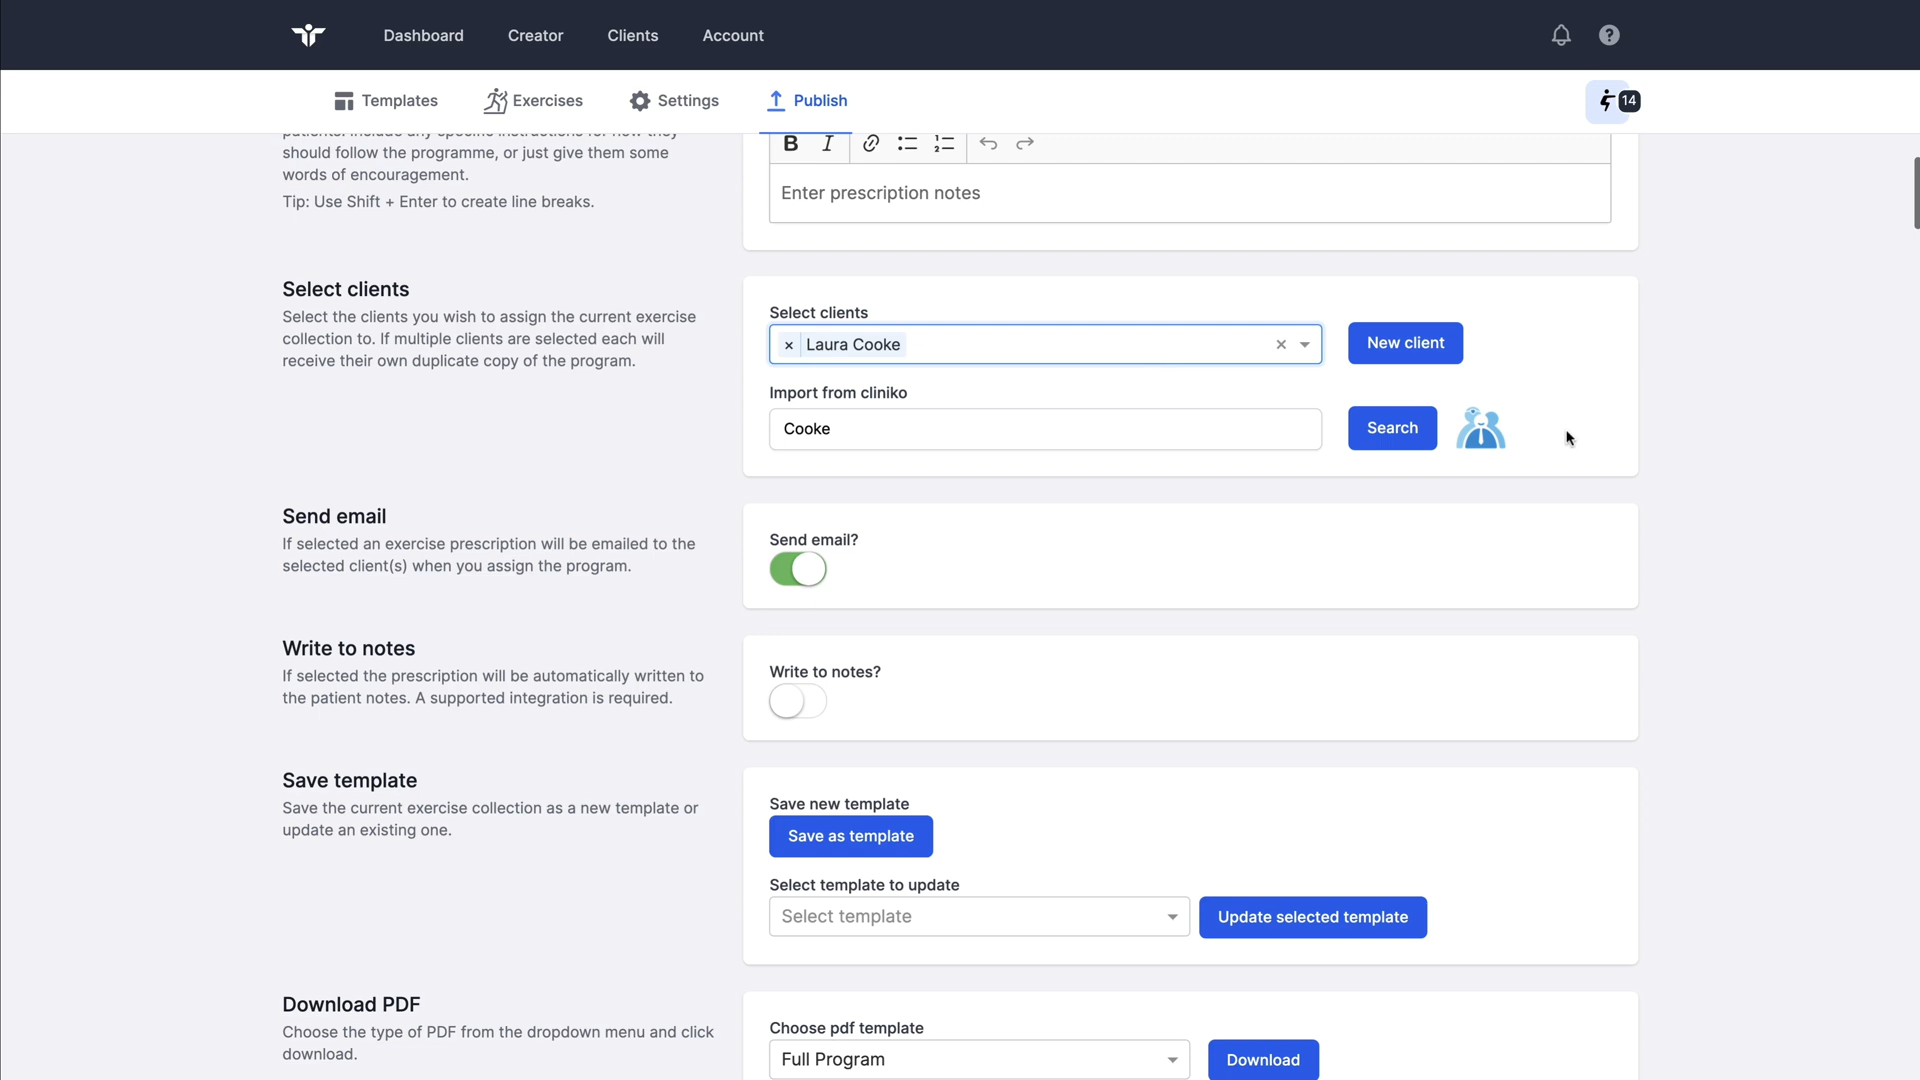 Dashboard
Creator
Clients
Account
?
Templates
Exercises
Settings
Publish
14
patients. Include any specific instructions for how they
should follow the programme, or just give them some
words of encouragement.
Tip: Use Shift + Enter to create line breaks.
B I
Enter prescription notes
Select clients
Select the clients you wish to assign the current exercise
collection to. If multiple clients are selected each will
receive their own duplicate copy of the program.
Select clients
× Laura Cooke
New client
Import from cliniko
Cooke
Search
Send email
If selected an exercise prescription will be emailed to the
selected client(s) when you assign the program.
Send email?
Write to notes
If selected the prescription will be automatically written to
the patient notes. A supported integration is required.
Write to notes?
Save template
Save the current exercise collection as a new template or
update an existing one.
Save new template
Save as template
Select template to update
Select template
Update selected template
Download PDF
Choose the type of PDF from the dropdown menu and click
download.
Choose pdf template
Full Program
Download